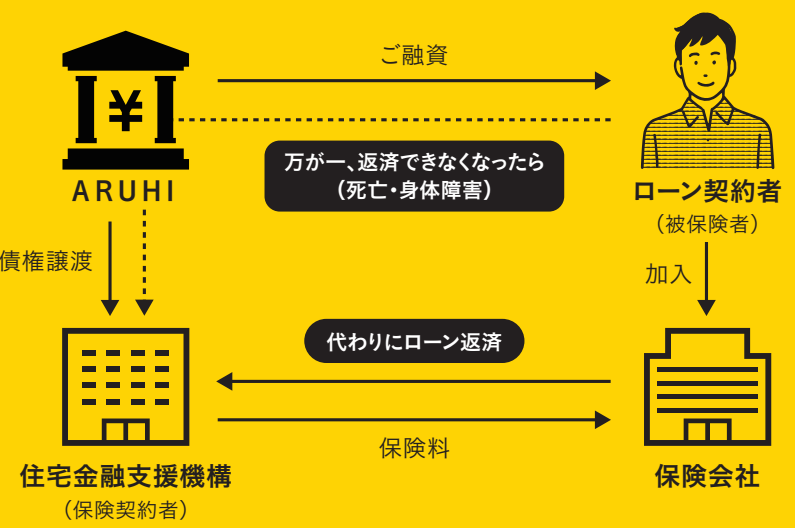 ご融資
¥
万が一、返済できなくなったら
（死亡・身体障害）
ARUHI
ローン契約者
（被保険者）
債権譲渡
加入
代わりにローン返済
保険料
住宅金融支援機構
（保険契約者）
保険会社